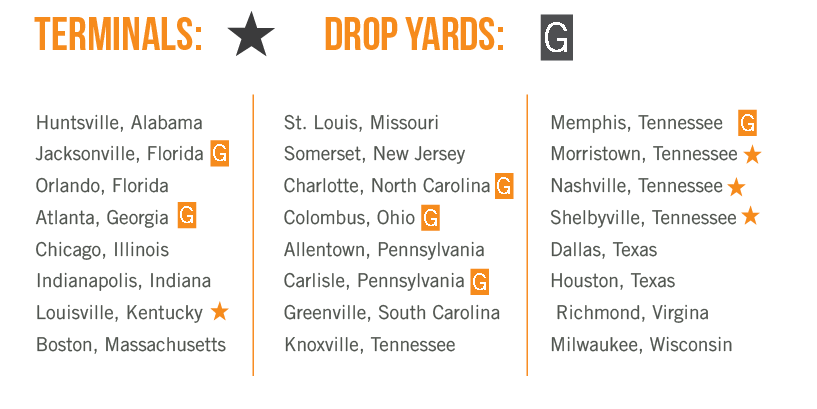 TERMINALS: ★ DROP YARDS: G
Huntsville, Alabama
Jacksonville, Florida G
Orlando, Florida
Atlanta, Georgia G
Chicago, Illinois
Indianapolis, Indiana
Louisville, Kentucky ★
Boston, Massachusetts
St. Louis, Missouri
Somerset, New Jersey
Charlotte, North Carolina G
Colombus, Ohio G
Allentown, Pennsylvania
Carlisle, Pennsylvania G
Greenville, South Carolina
Knoxville, Tennessee
Memphis, Tennessee G
Morristown, Tennessee ★
Nashville, Tennessee ★
Shelbyville, Tennessee ★
Dallas, Texas
Houston, Texas
Richmond, Virgina
Milwaukee, Wisconsin